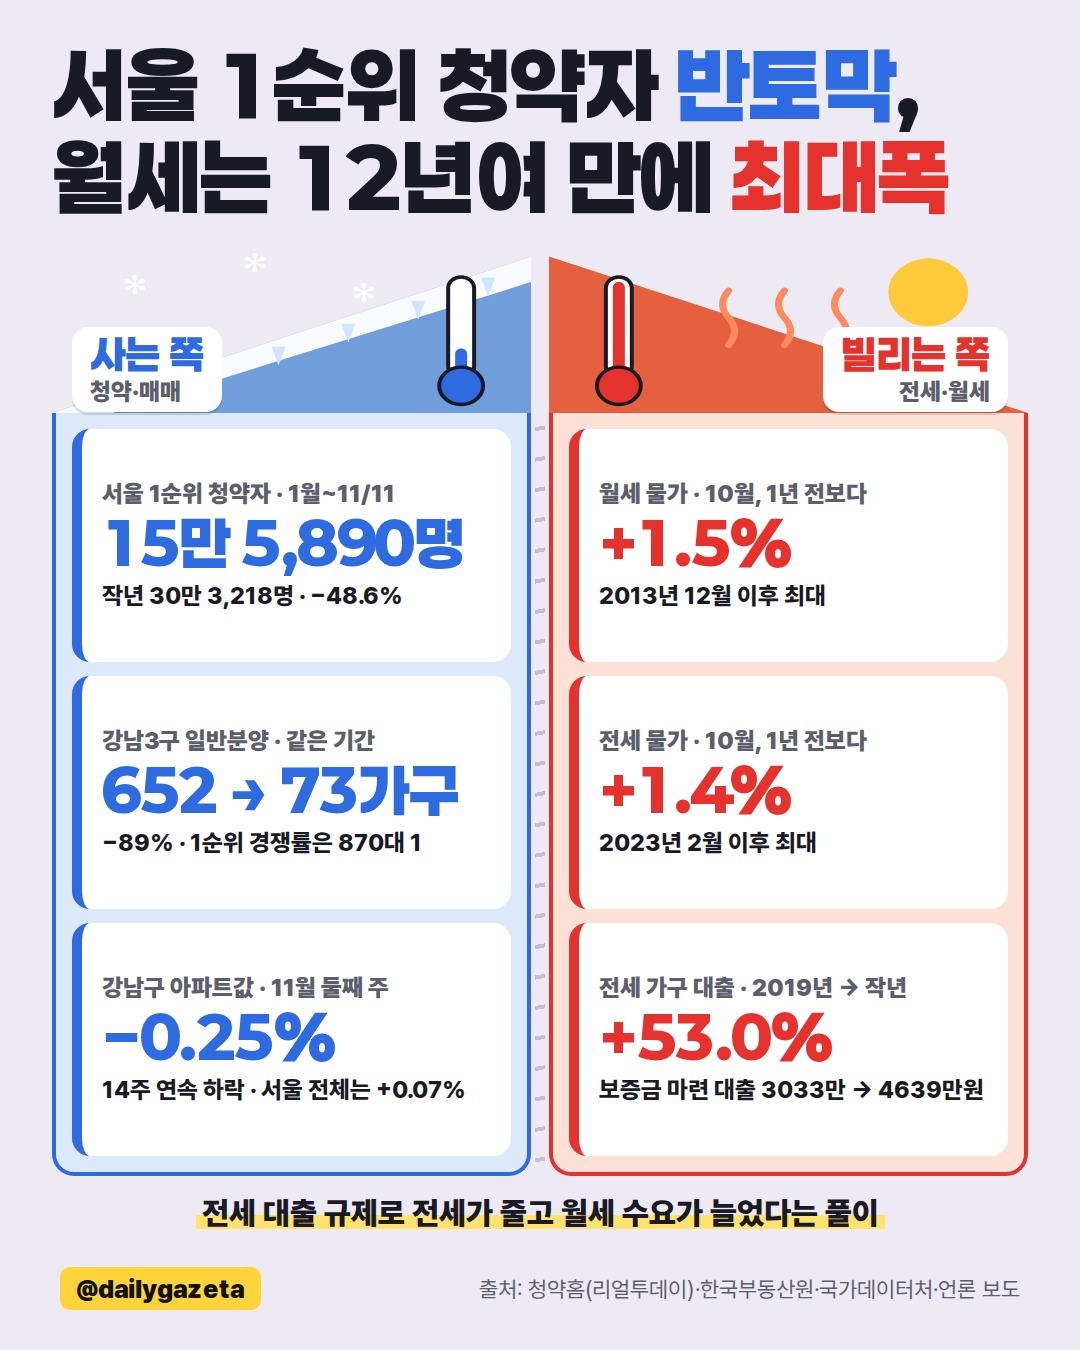 서울 1순위 청약자 반토막,
월세는 12년여 만에 최대폭
사는 쪽
청약·매매
서울 1순위 청약자 · 1월~11/11
15만 5,890명
작년 30만 3,218명 · −48.6%
강남3구 일반분양 · 같은 기간
652 → 73가구
−89% · 1순위 경쟁률은 870대 1
강남구 아파트값 · 11월 둘째 주
−0.25%
14주 연속 하락 · 서울 전체는 +0.07%
빌리는 쪽
전세·월세
월세 물가 · 10월, 1년 전보다
+1.5%
2013년 12월 이후 최대
전세 물가 · 10월, 1년 전보다
+1.4%
2023년 2월 이후 최대
전세 가구 대출 · 2019년 → 작년
+53.0%
보증금 마련 대출 3033만 → 4639만원
전세 대출 규제로 전세가 줄고 월세 수요가 늘었다는 풀이
@dailygazeta
출처: 청약홈(리얼투데이)·한국부동산원·국가데이터처·언론 보도